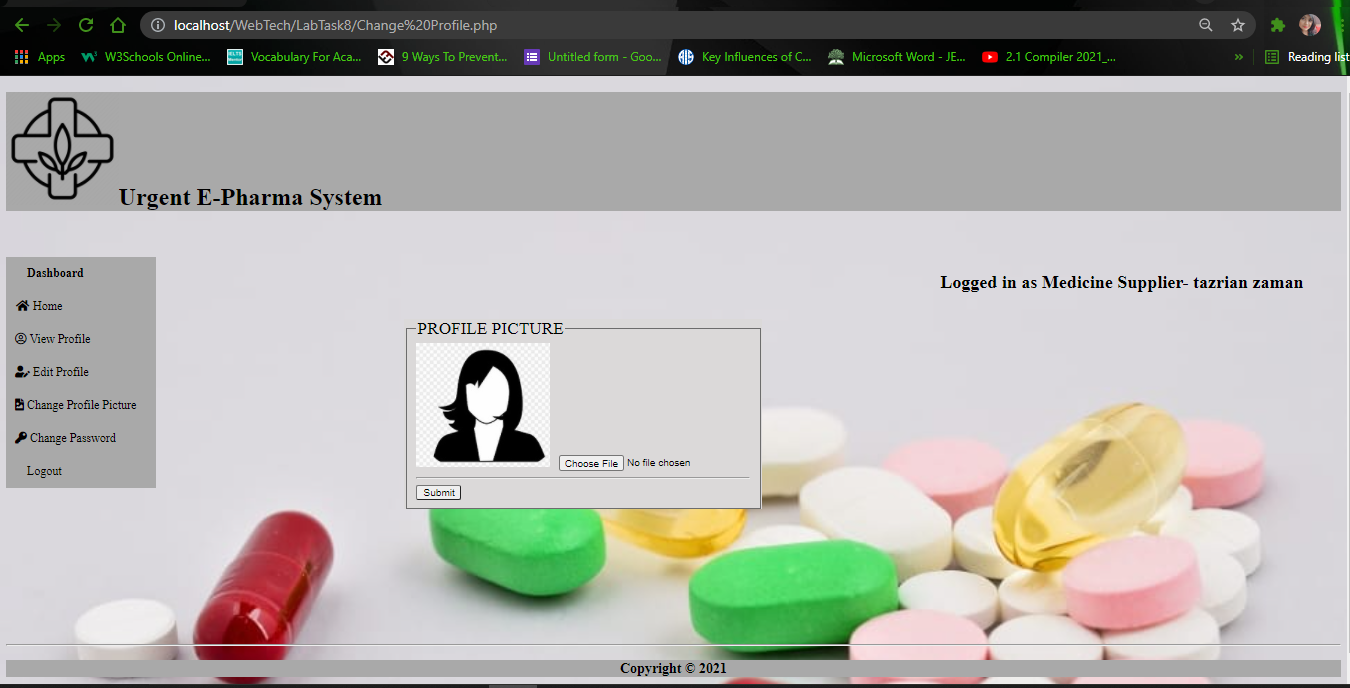 localhost/WebTech/LabTask8/Change%20Profile.php
Apps W3Schools Online... Vocabulary For Aca... 9 Ways To Prevent... Untitled form - Goo... Key Influences of C... Microsoft Word - JE... 2.1 Compiler 2021_... » Reading list
Urgent E-Pharma System
Dashboard
Logged in as Medicine Supplier- tazrian zaman
Home
PROFILE PICTURE
View Profile
Edit Profile
Change Profile Picture
Change Password
Choose File No file chosen
Logout
Submit
Copyright © 2021